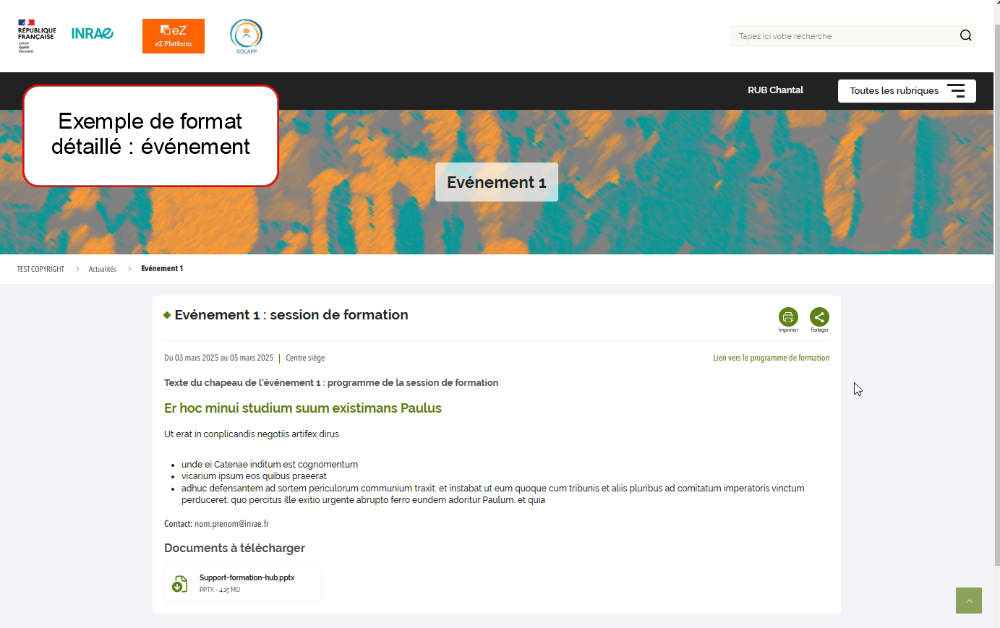 RÉPUBLIQUE
FRANÇAISE
Liberté
Égalité
Fraternité
INRAE
eZ
eZ Platform
SOLAPP
Tapez ici votre recherche
RUB Chantal
Toutes les rubriques
Exemple de format
détaillé : événement
Evénement 1
TEST COPYRIGHT > Actualités > Evénement 1
Evénement 1 : session de formation
Imprimer
Partager
Du 03 mars 2025 au 05 mars 2025 | Centre siège
Lien vers le programme de formation
Texte du chapeau de l'événement 1 : programme de la session de formation
Er hoc minui studium suum existimans Paulus
Ut erat in conplicandis negotiis artifex dirus
• unde ei Catenae inditum est cognomentum
• vicarium ipsum eos quibus praeerat
• adhuc defensantem ad sortem periculorum communium traxit. et instabat ut eum quoque cum tribunis et aliis pluribus ad comitatum imperatoris vinctum
perduceret: quo percitus ille exitio urgente abrupto ferro eundem adoritur Paulum. et quia
Contact: nom.prenom@inrae.fr
Documents à télécharger
Support-formation-hub.pptx
PPTX - 4.15 MO